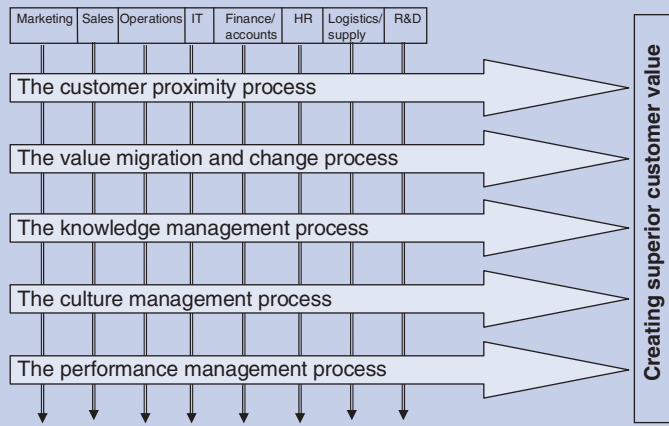 Marketing Sales Operations IT Finance/ HR Logistics/ R&D
accounts supply
The customer proximity process
The value migration and change process
The knowledge management process
The culture management process
The performance management process
Creating superior customer value